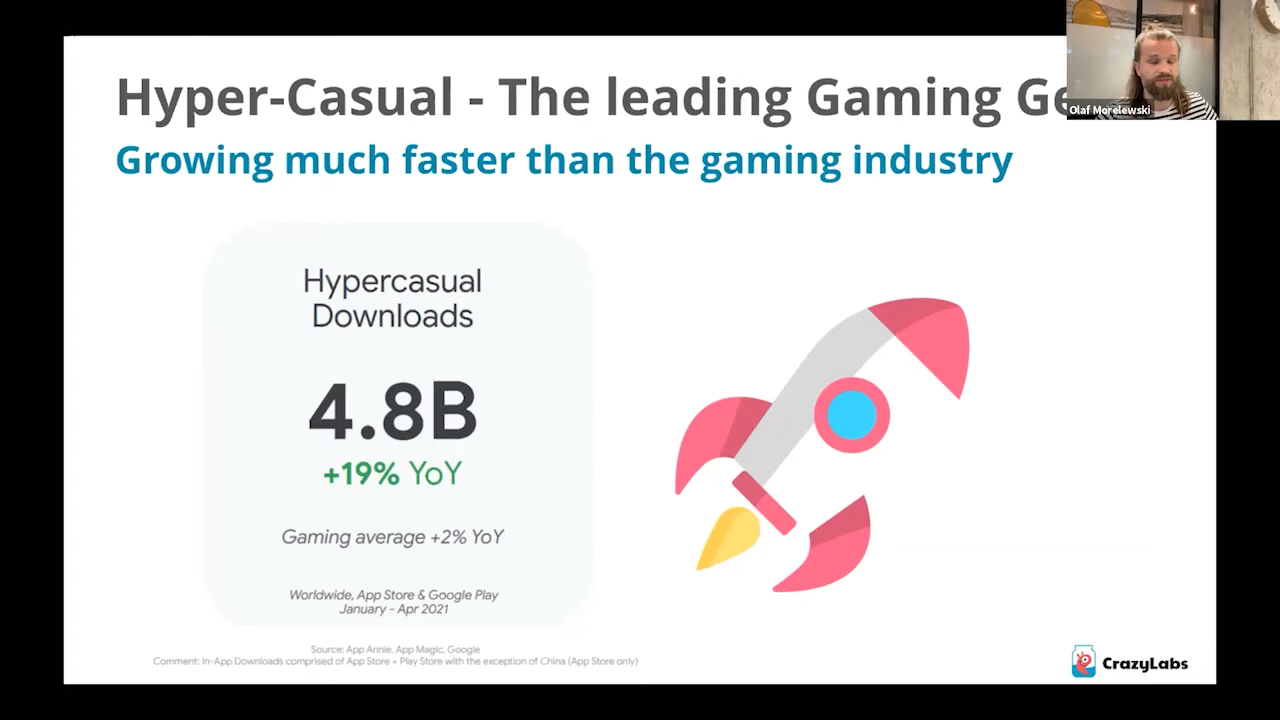 Hyper-Casual - The leading Gaming Ge
Growing much faster than the gaming industry
Olaf Morelewski
Hypercasual
Downloads
4.8B
+19% YoY
Gaming average +2% YoY
Worldwide, App Store & Google Play
January - Apr 2021
Source: App Annie, App Magic, Google
Comment: In-App Downloads comprised of App Store + Play Store with the exception of China (App Store only)
CrazyLabs